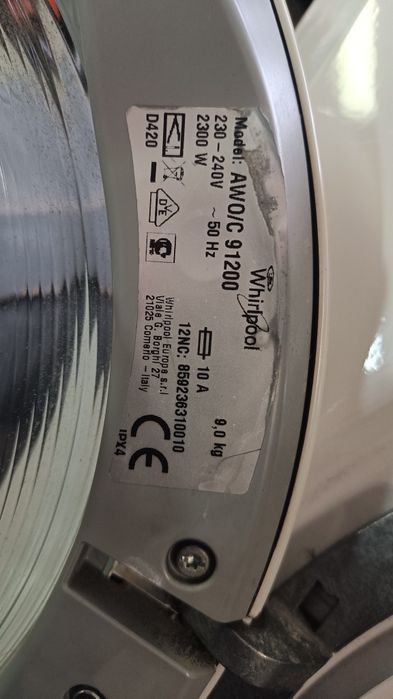 Whirlpool
Model: AWO/C 91200
230 - 240V ~ 50 Hz
2300 W
10 A
9,0 kg
12NC: 859236310010
D420
Whirlpool Europe s.r.l
Viale G. Borghi 27
21025 Comerio - Italy
CE
IPX4